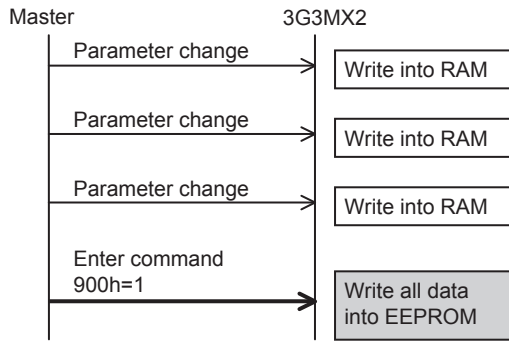 Master
3G3MX2
Parameter change
Write into RAM
Parameter change
Write into RAM
Parameter change
Write into RAM
Enter command
900h=1
Write all data
into EEPROM